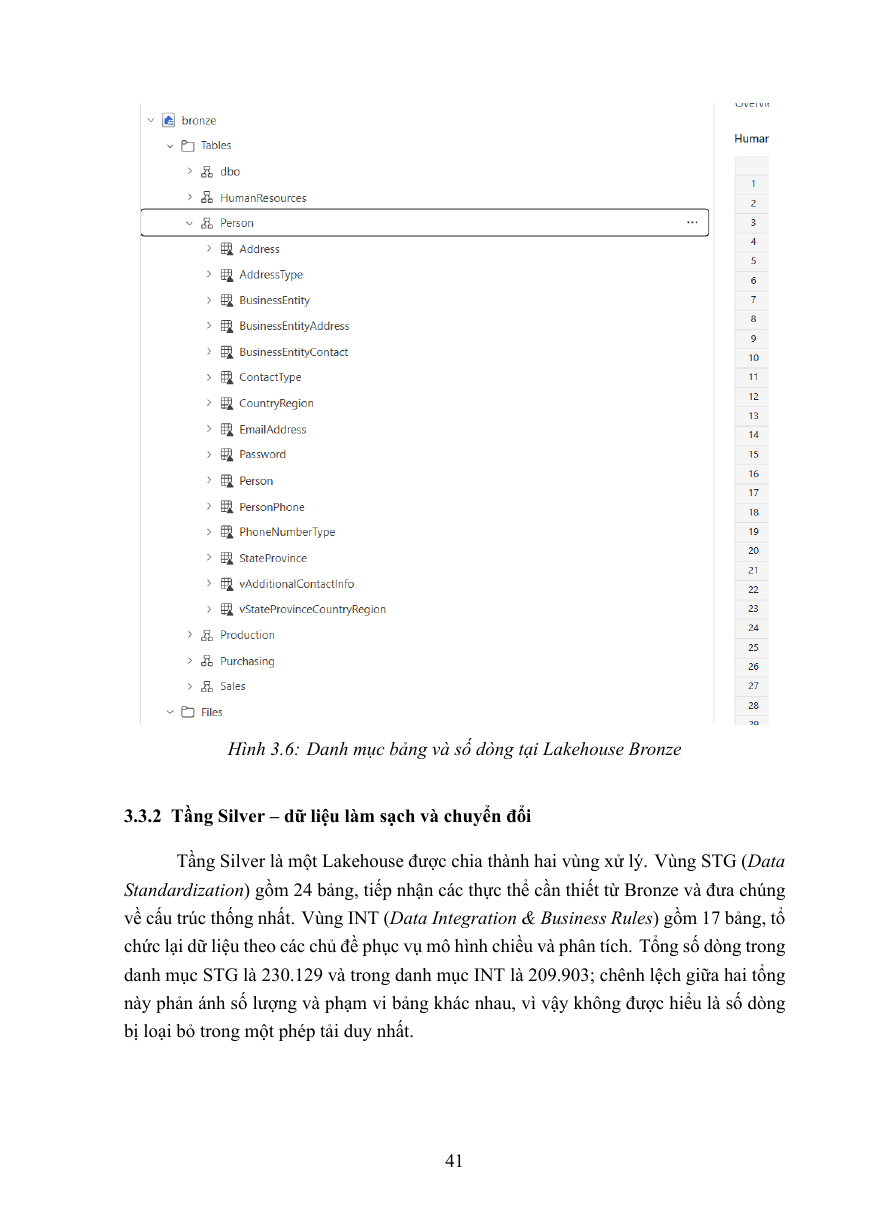 bronze
Tables
dbo
HumanResources
Person
...
Address
AddressType
BusinessEntity
BusinessEntityAddress
BusinessEntityContact
ContactType
CountryRegion
EmailAddress
Password
Person
PersonPhone
PhoneNumberType
StateProvince
vAdditionalContactInfo
vStateProvinceCountryRegion
Production
Purchasing
Sales
Files
Human
1
2
3
4
5
6
7
8
9
10
11
12
13
14
15
16
17
18
19
20
21
22
23
24
25
26
27
28
29
Hình 3.6: Danh mục bảng và số dòng tại Lakehouse Bronze
3.3.2 Tầng Silver – dữ liệu làm sạch và chuyển đổi
Tầng Silver là một Lakehouse được chia thành hai vùng xử lý. Vùng STG (Data
Standardization) gồm 24 bảng, tiếp nhận các thực thể cần thiết từ Bronze và đưa chúng
về cấu trúc thống nhất. Vùng INT (Data Integration & Business Rules) gồm 17 bảng, tổ
chức lại dữ liệu theo các chủ đề phục vụ mô hình chiều và phân tích. Tổng số dòng trong
danh mục STG là 230.129 và trong danh mục INT là 209.903; chênh lệch giữa hai tổng
này phản ánh số lượng và phạm vi bảng khác nhau, vì vậy không được hiểu là số dòng
bị loại bỏ trong một phép tải duy nhất.
41